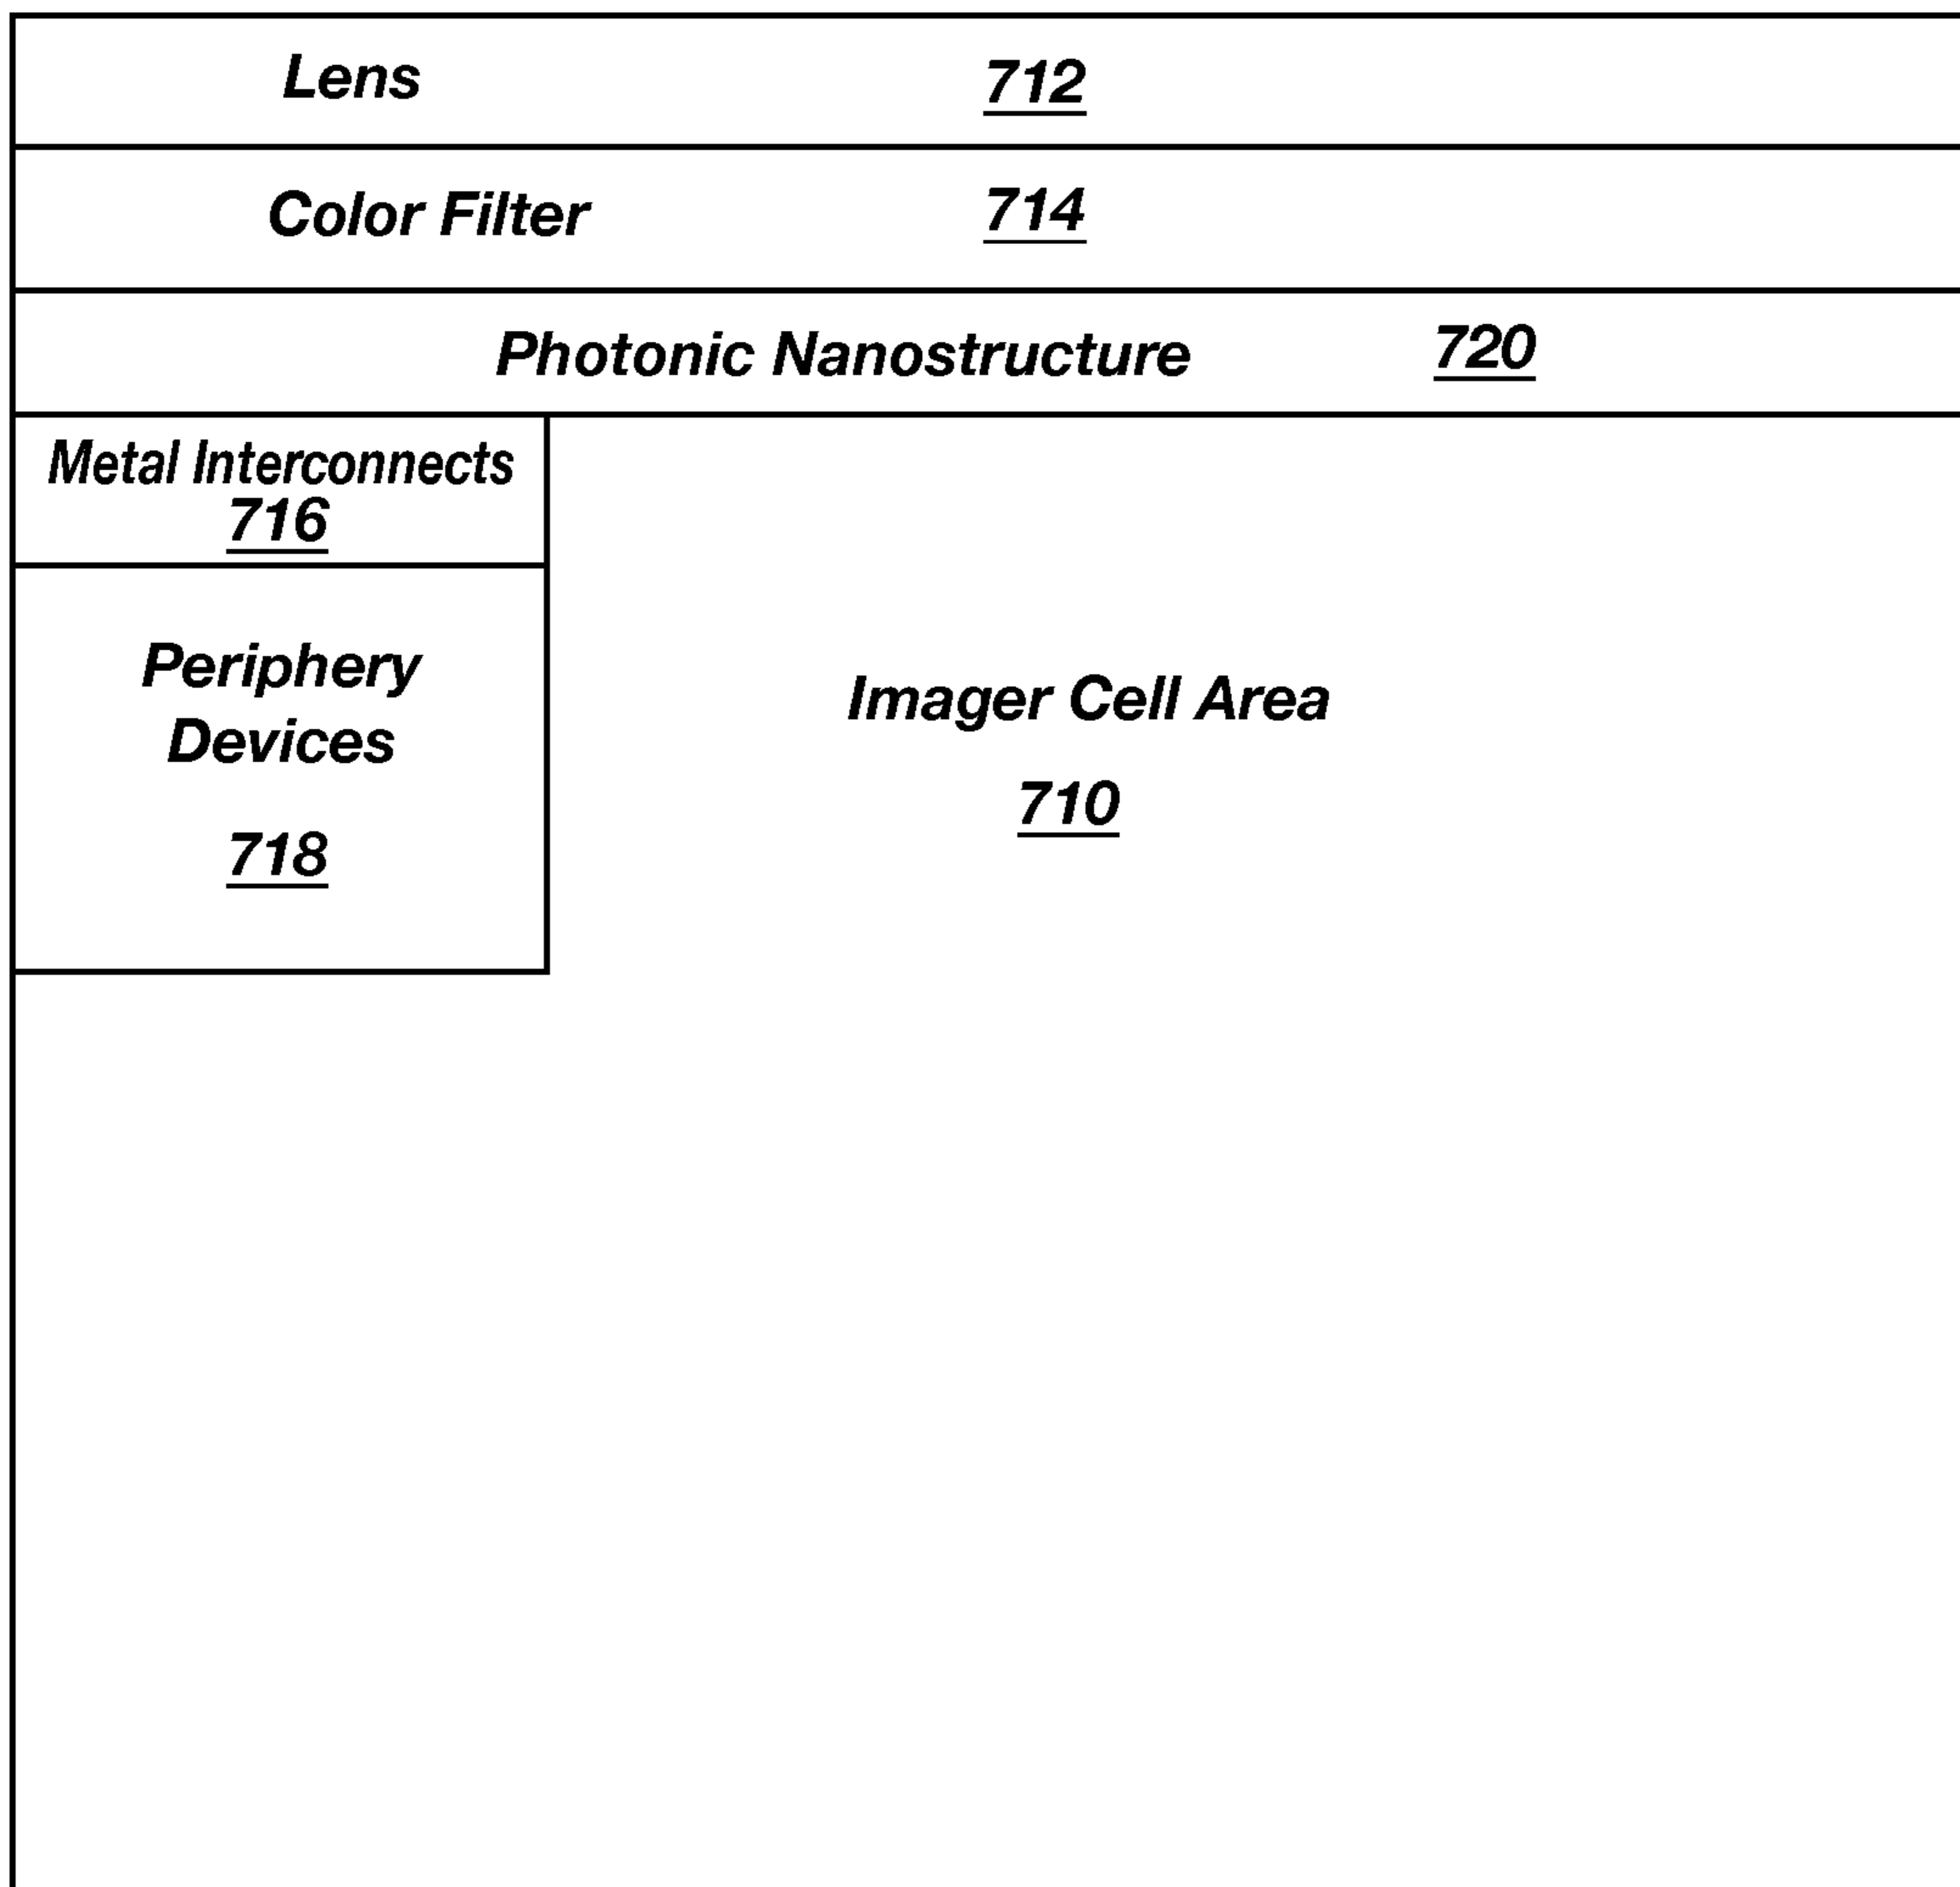 Lens 712
Color Filter 714
Photonic Nanostructure 720
Metal Interconnects
716
Periphery
Devices
718
Imager Cell Area
710